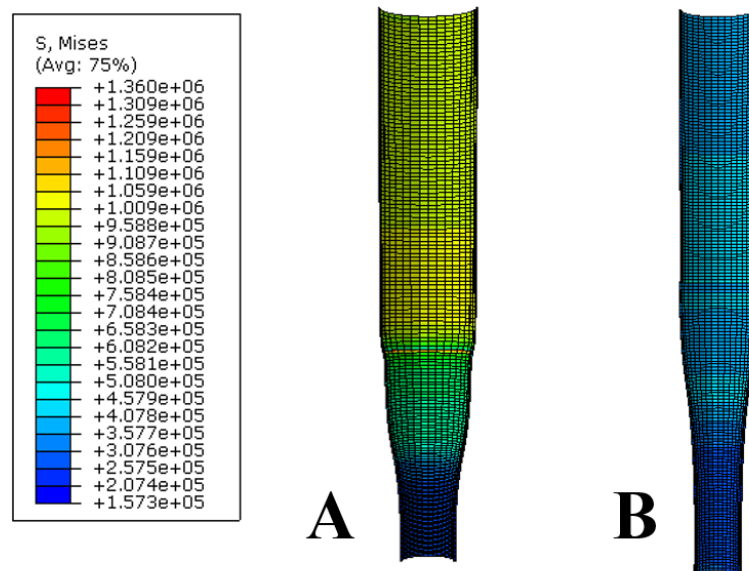 S, Mises
(Avg: 75%)
+1.360e+06
+1.309e+06
+1.259e+06
+1.209e+06
+1.159e+06
+1.109e+06
+1.059e+06
+1.009e+06
+9.588e+05
+9.087e+05
+8.586e+05
+8.085e+05
+7.584e+05
+7.084e+05
+6.583e+05
+6.082e+05
+5.581e+05
+5.080e+05
+4.579e+05
+4.078e+05
+3.577e+05
+3.076e+05
+2.575e+05
+2.074e+05
+1.573e+05
A
B